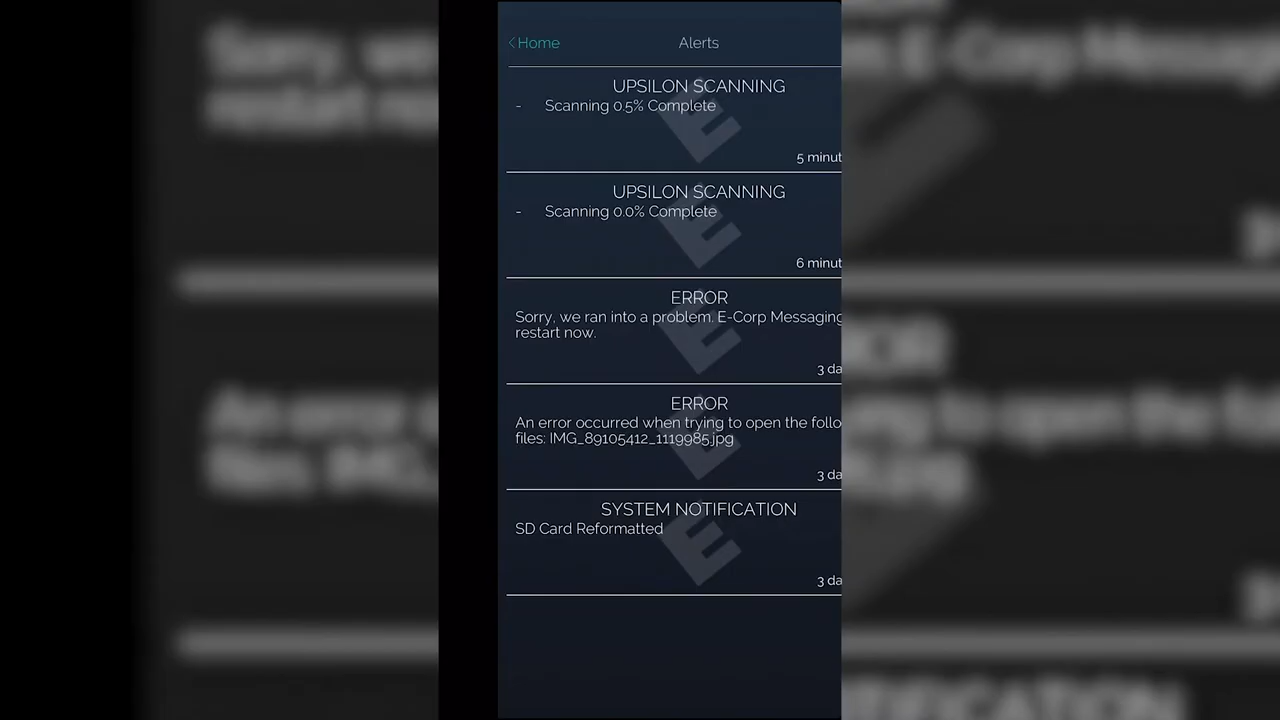 Home
Alerts
UPSILON SCANNING
- Scanning 0.5% Complete
5 minut
UPSILON SCANNING
- Scanning 0.0% Complete
6 minut
ERROR
Sorry, we ran into a problem. E-Corp Messaging
restart now.
3 da
ERROR
An error occurred when trying to open the follo
files: IMG_89105412_1119985.jpg
3 da
SYSTEM NOTIFICATION
SD Card Reformatted
3 da